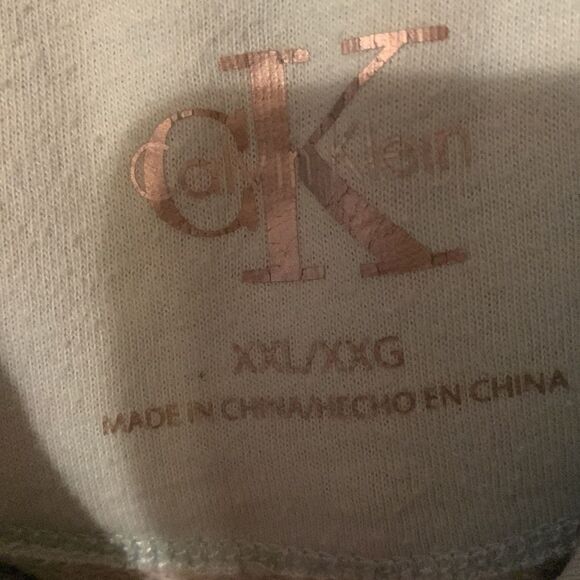 CK
Calvin Klein
XXL/XXG
MADE IN CHINA/HECHO EN CHINA